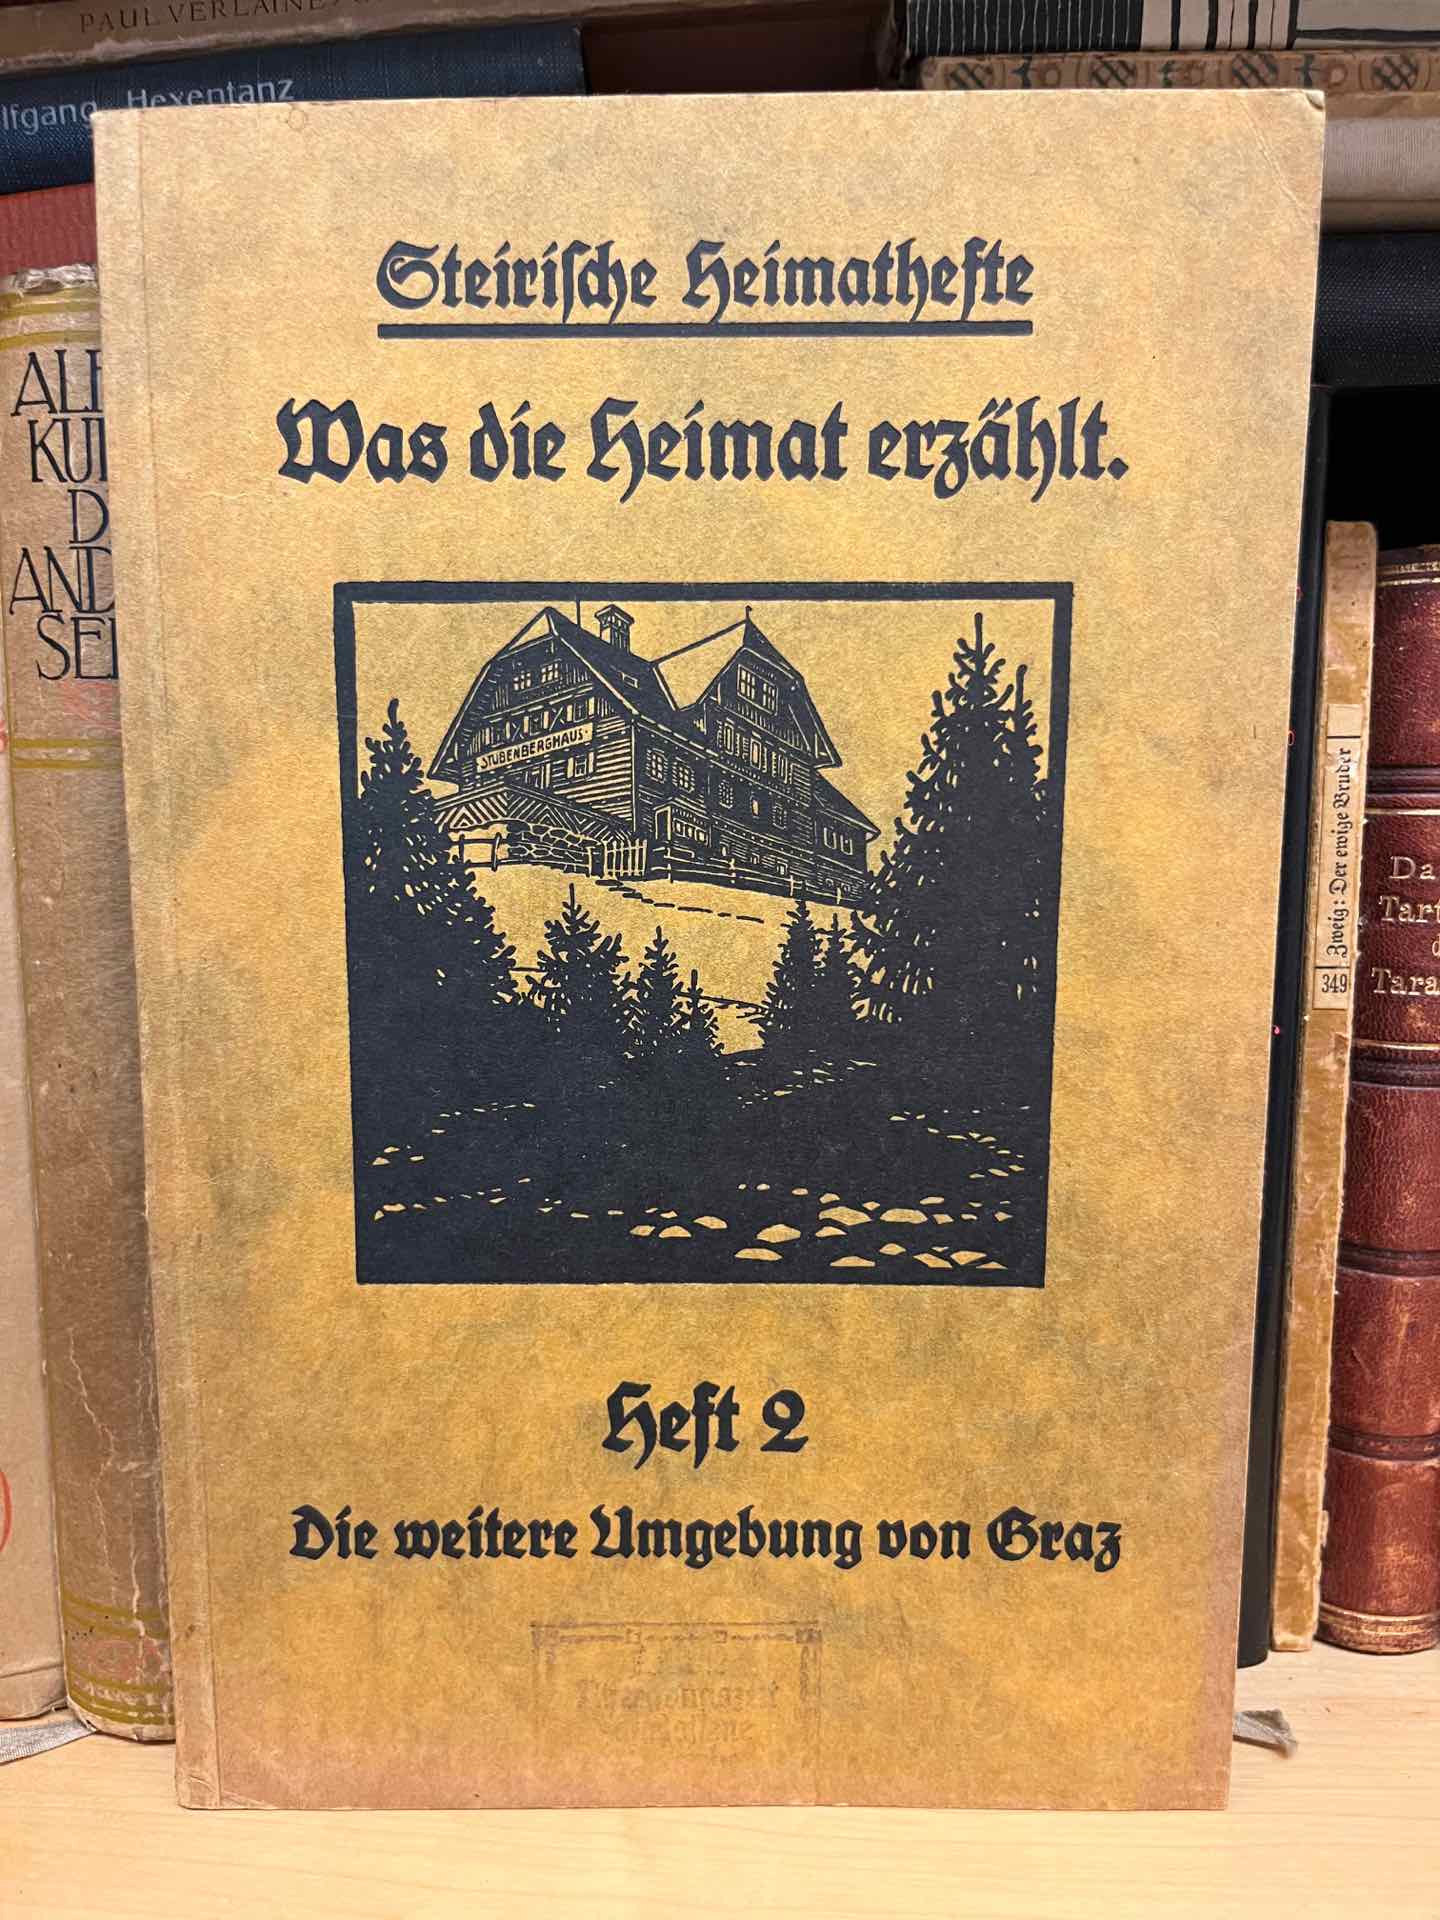 PAUL VERLAINE
Hexentanz
Steirische Heimathefte
Was die Heimat erzählt.
STUBENBERGHAUS
Heft 2
Die weitere Umgebung von Graz
349
Zweig: Der ewige Bruder